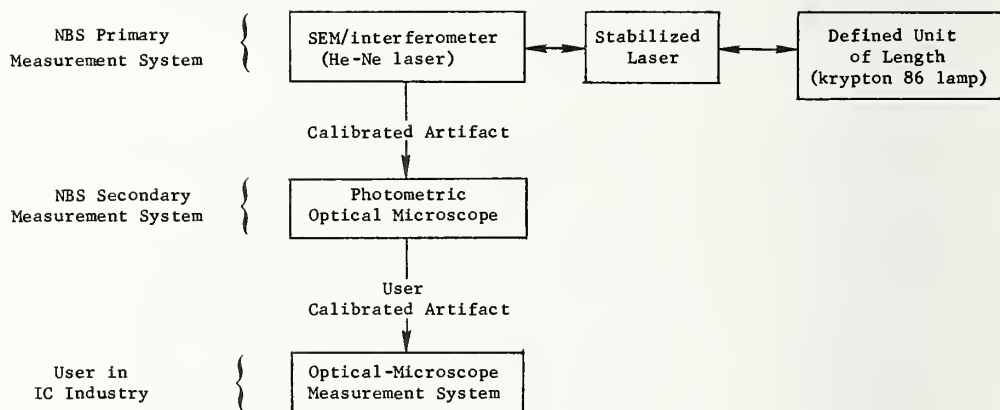 NBS Primary
Measurement System
SEM/interferometer
(He-Ne laser)
Stabilized
Laser
Defined Unit
of Length
(krypton 86 lamp)
Calibrated Artifact
NBS Secondary
Measurement System
Photometric
Optical Microscope
User
Calibrated Artifact
User in
IC Industry
Optical-Microscope
Measurement System